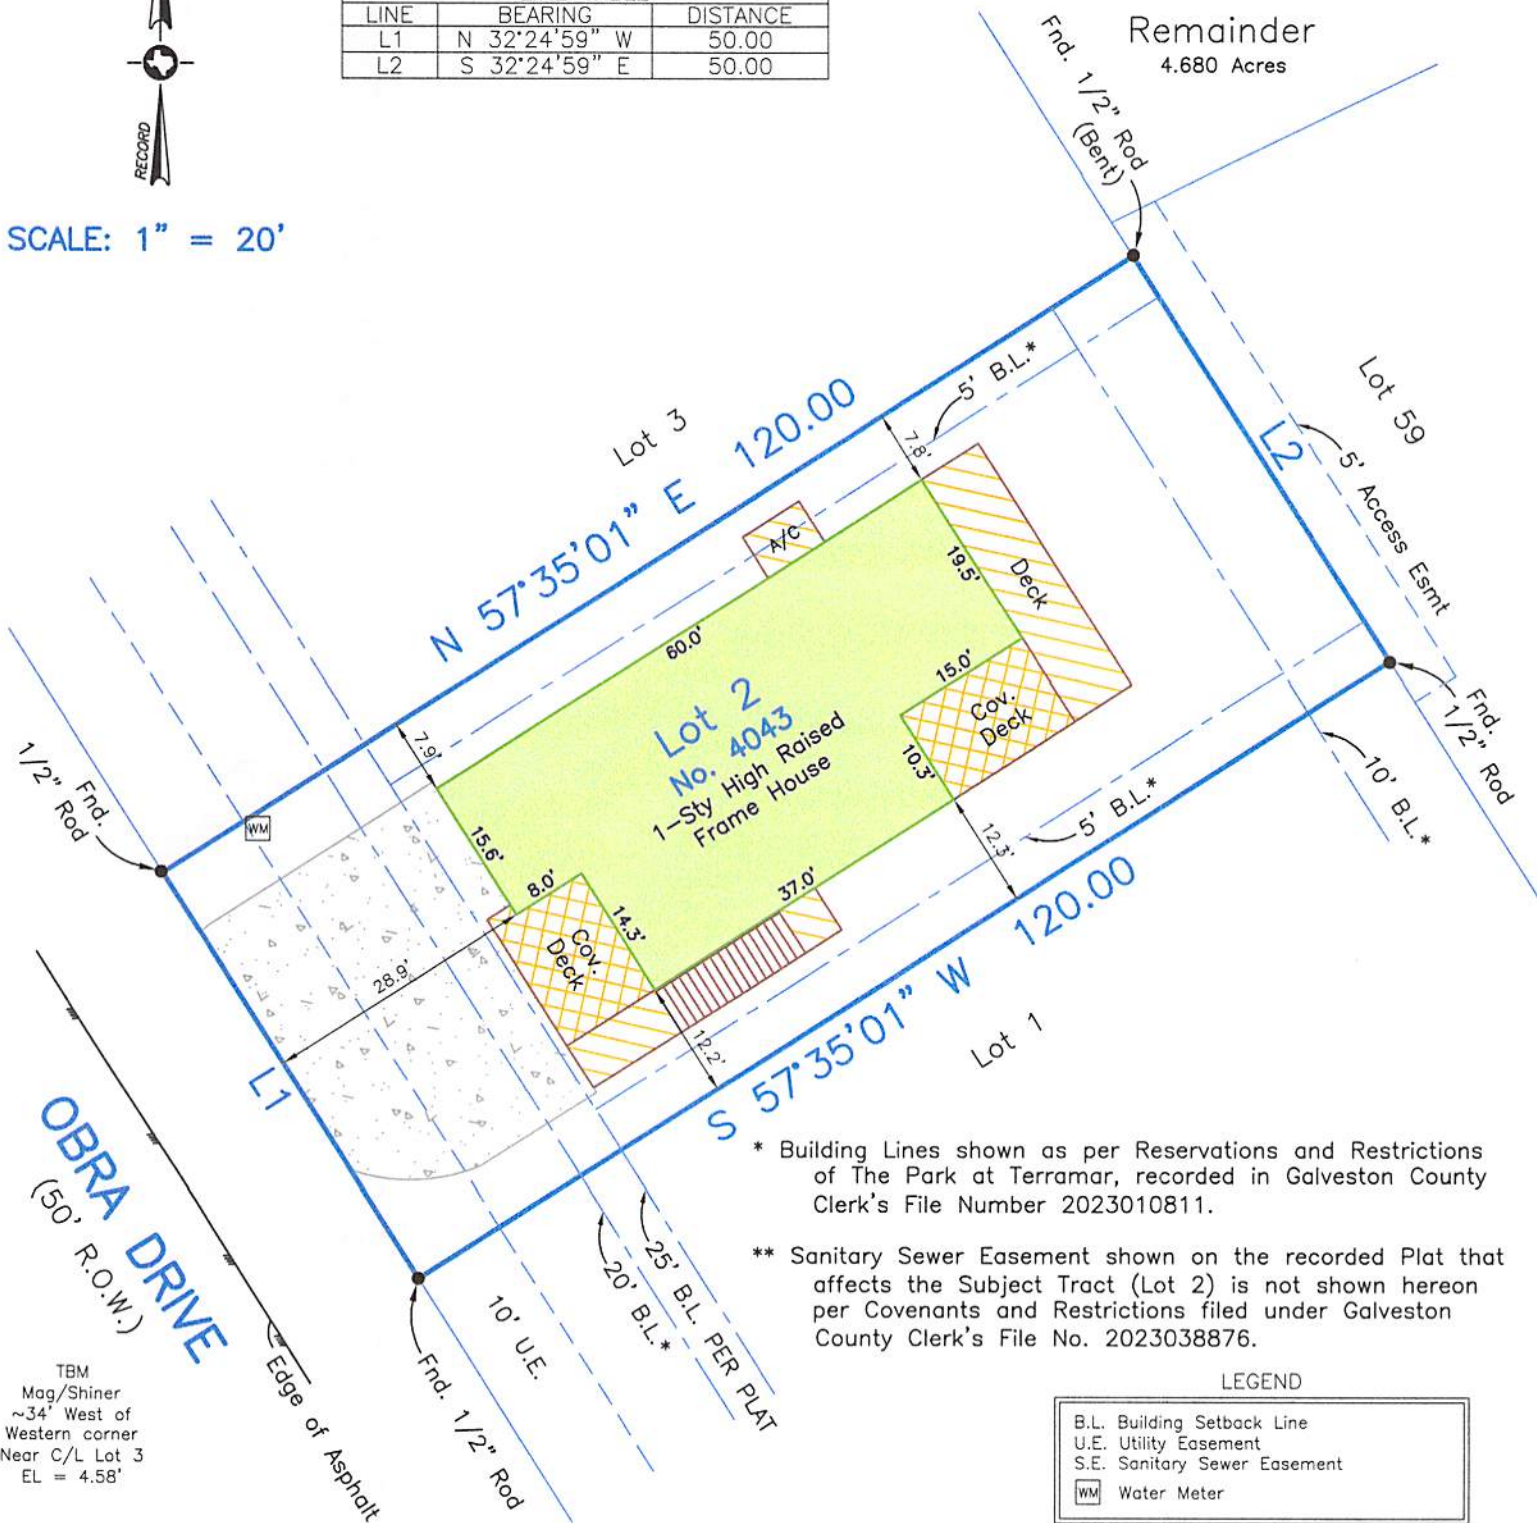 LINE BEARING DISTANCE
L1 N 32°24'59" W 50.00
L2 S 32°24'59" E 50.00
RECORD
SCALE: 1" = 20'
Remainder
4.680 Acres
Fnd. 1/2" Rod
(Bent)
Lot 59
L2
5' Access Esmt
Lot 3
N 57°35'01" E 120.00
5' B.L.*
7.8'
A/C
19.5'
Deck
60.0'
15.0'
Cov.
Deck
10.3'
Lot 2
No. 4043
1-Sty High Raised
Frame House
7.9'
WM
Fnd.
1/2" Rod
15.6'
8.0'
14.3'
Cov.
Deck
37.0'
28.9'
12.2'
12.3'
5' B.L.*
10' B.L.*
Fnd.
1/2" Rod
S 57°35'01" W 120.00
Lot 1
L1
OBRA DRIVE
(50' R.O.W.)
Edge of Asphalt
Fnd. 1/2" Rod
10' U.E.
20' B.L.*
25' B.L. PER PLAT
TBM
Mag/Shiner
~34' West of
Western corner
Near C/L Lot 3
EL = 4.58'
* Building Lines shown as per Reservations and Restrictions
of The Park at Terramar, recorded in Galveston County
Clerk's File Number 2023010811.
** Sanitary Sewer Easement shown on the recorded Plat that
affects the Subject Tract (Lot 2) is not shown hereon
per Covenants and Restrictions filed under Galveston
County Clerk's File No. 2023038876.
LEGEND
B.L. Building Setback Line
U.E. Utility Easement
S.E. Sanitary Sewer Easement
WM Water Meter